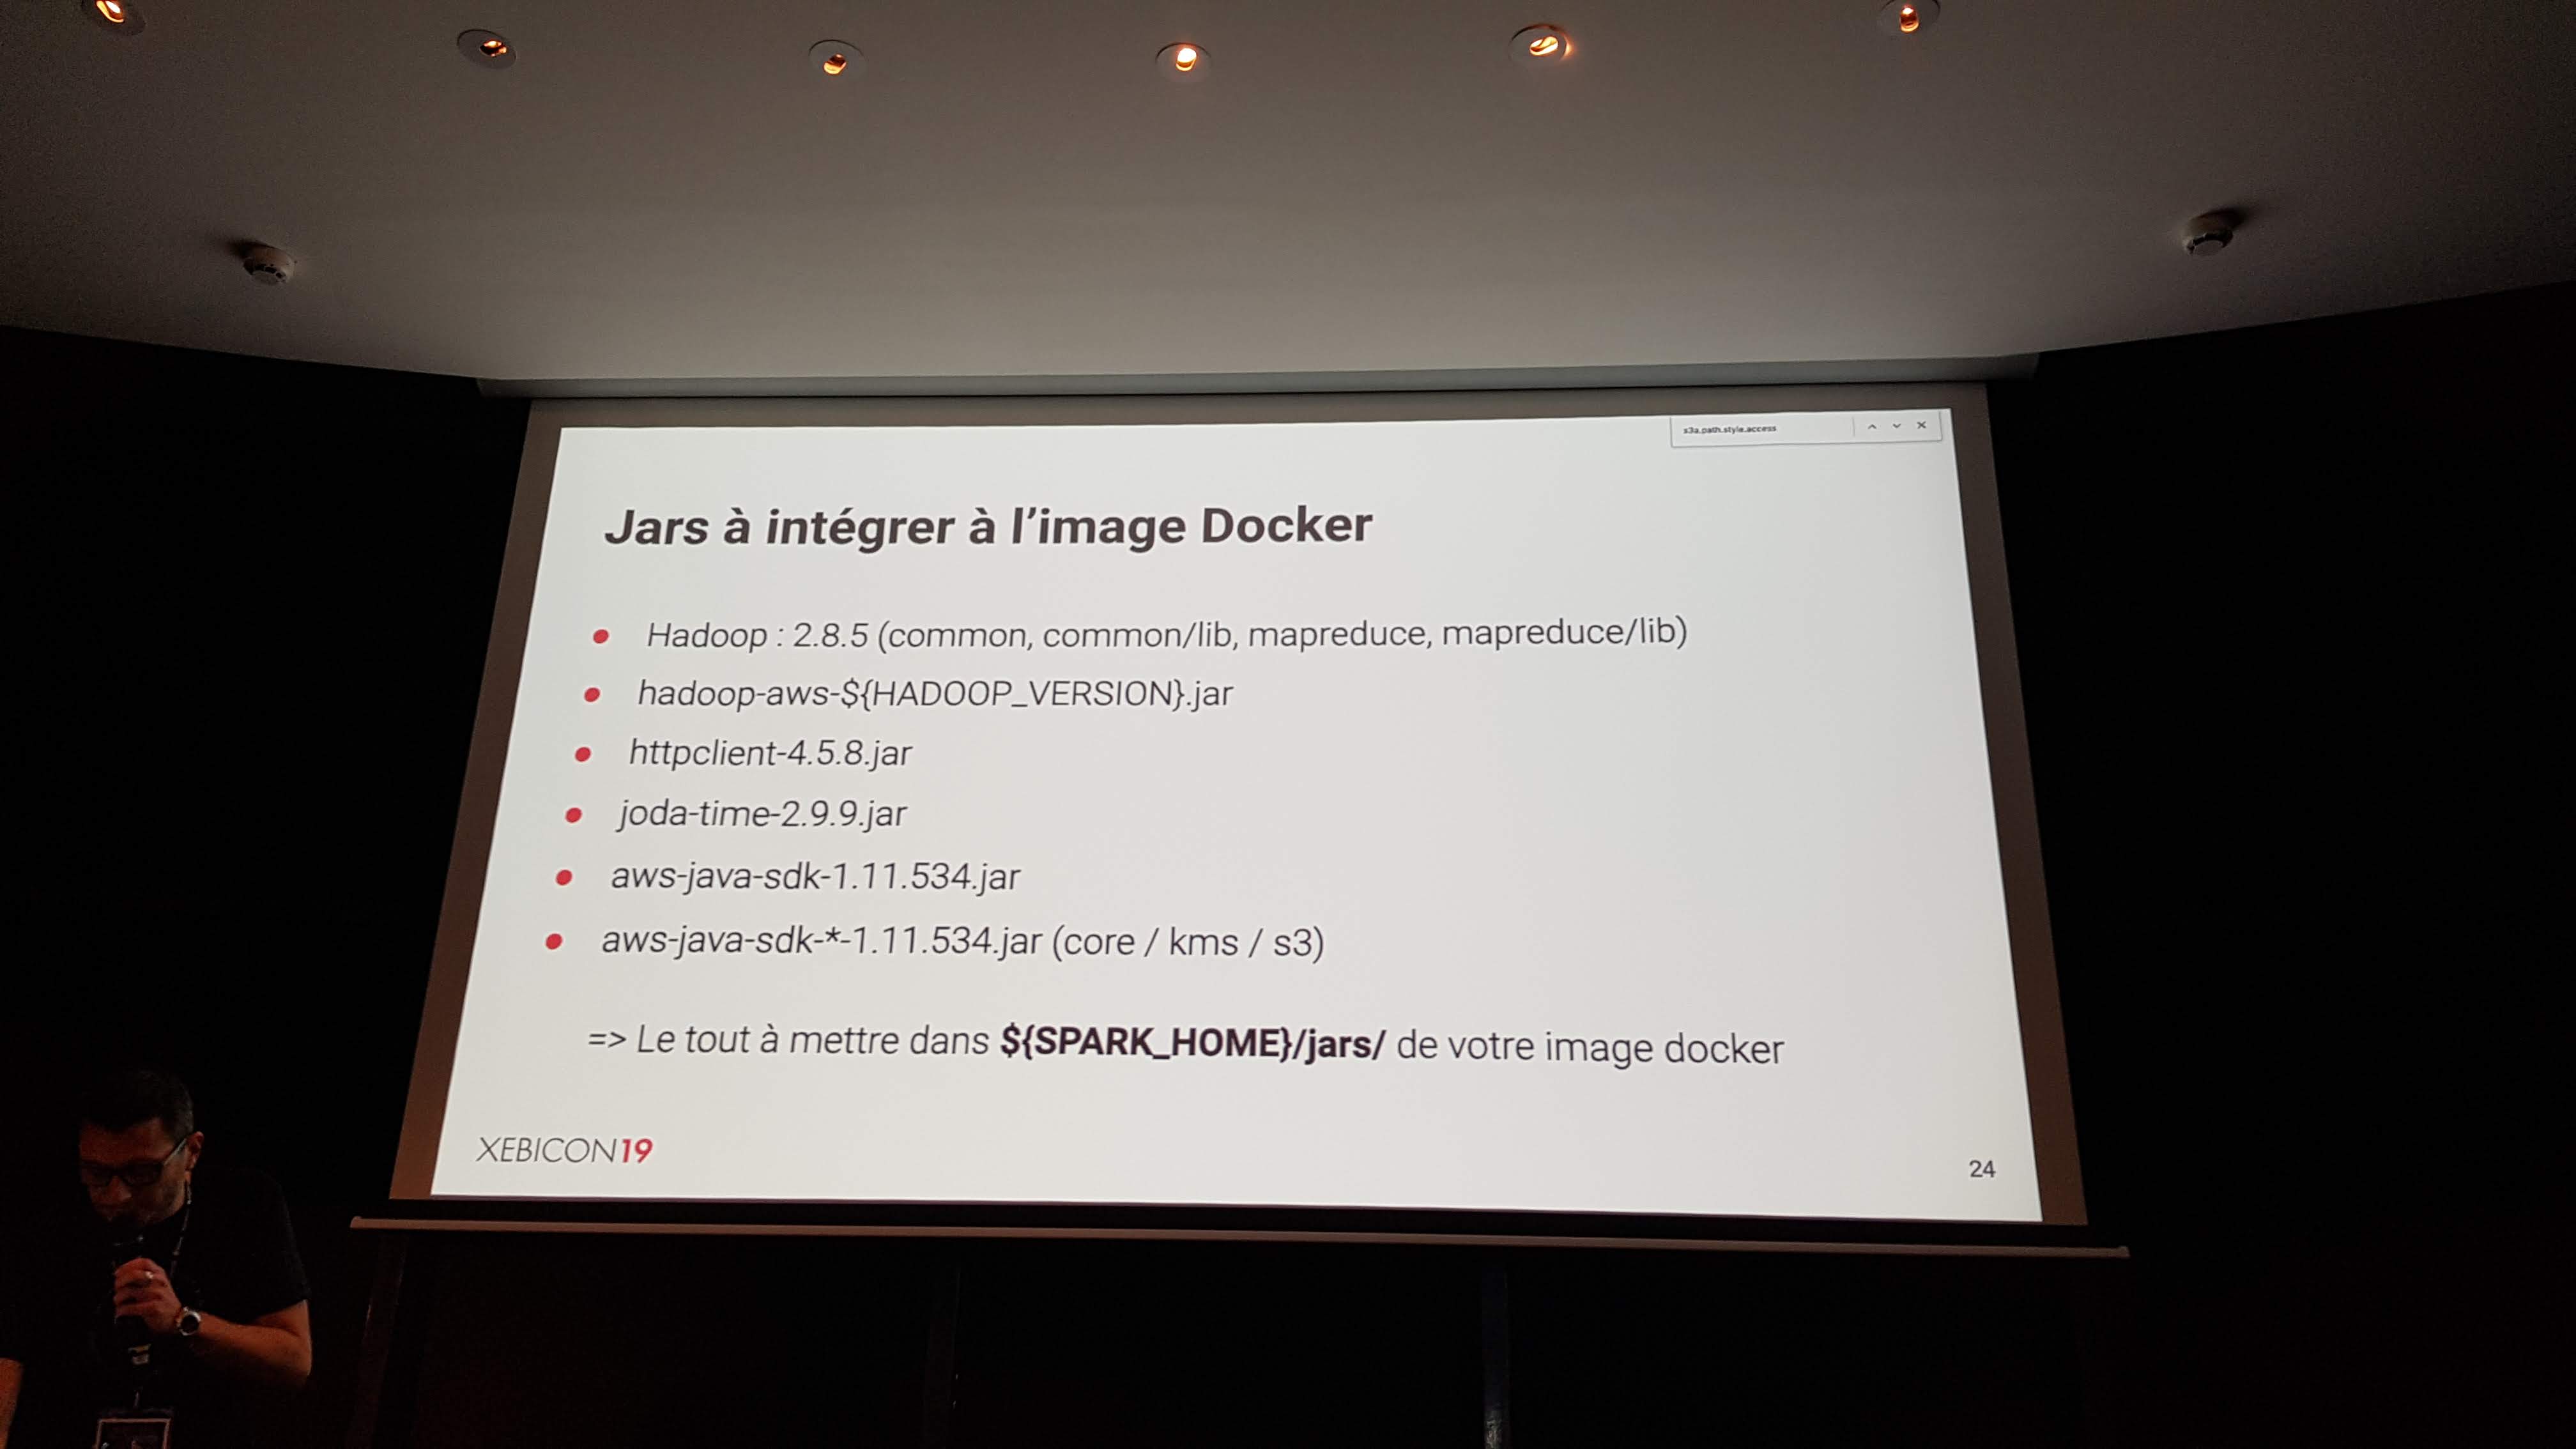 s3a.path.style.access
Jars à intégrer à l'image Docker
Hadoop : 2.8.5 (common, common/lib, mapreduce, mapreduce/lib)
hadoop-aws-${HADOOP_VERSION}.jar
httpclient-4.5.8.jar
joda-time-2.9.9.jar
aws-java-sdk-1.11.534.jar
aws-java-sdk-*-1.11.534.jar (core / kms / s3)
=> Le tout à mettre dans ${SPARK_HOME}/jars/ de votre image docker
XEBICON19
24